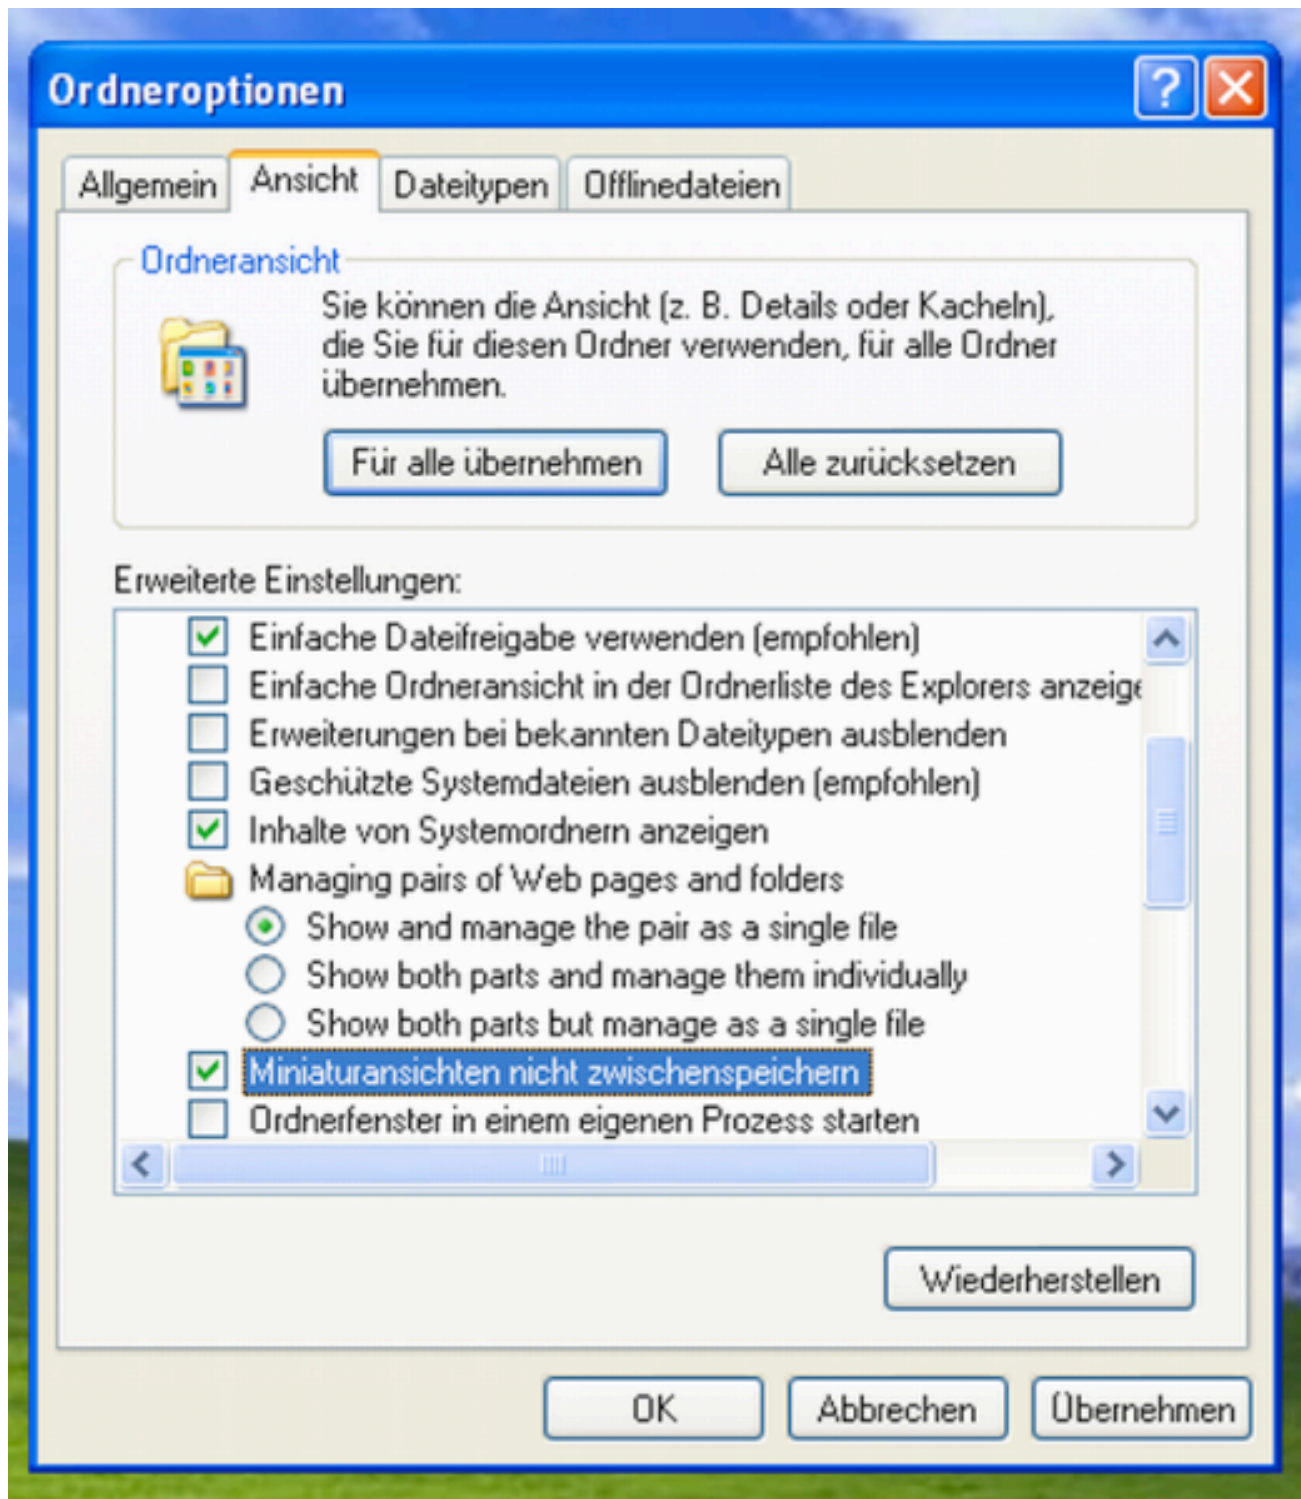 Ordneroptionen
?
Allgemein Ansicht Dateitypen Offlinedateien
Ordneransicht
Sie können die Ansicht (z. B. Details oder Kacheln),
die Sie für diesen Ordner verwenden, für alle Ordner
übernehmen.
Für alle übernehmen Alle zurücksetzen
Erweiterte Einstellungen:
Einfache Dateifreigabe verwenden (empfohlen)
Einfache Ordneransicht in der Ordnerliste des Explorers anzeige
Erweiterungen bei bekannten Dateitypen ausblenden
Geschützte Systemdateien ausblenden (empfohlen)
Inhalte von Systemordnern anzeigen
Managing pairs of Web pages and folders
Show and manage the pair as a single file
Show both parts and manage them individually
Show both parts but manage as a single file
Miniaturansichten nicht zwischenspeichern
Ordnerfenster in einem eigenen Prozess starten
Wiederherstellen
OK Abbrechen Übernehmen